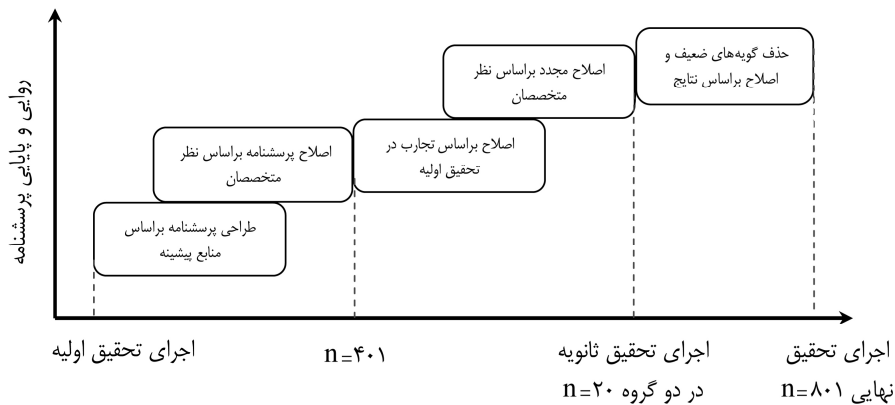 روایی و پایایی پرسشنامه
حذف گویه‌های ضعیف و
اصلاح براساس نتایج
اصلاح مجدد براساس نظر
متخصصان
اصلاح براساس تجارب در
تحقیق اولیه
اصلاح پرسشنامه براساس نظر
متخصصان
طراحی پرسشنامه براساس
منابع پیشینه
اجرای تحقیق اولیه
n=۴۰۱
اجرای تحقیق ثانویه
در دو گروه n=۲۰
اجرای تحقیق
نهایی n=۸۰۱